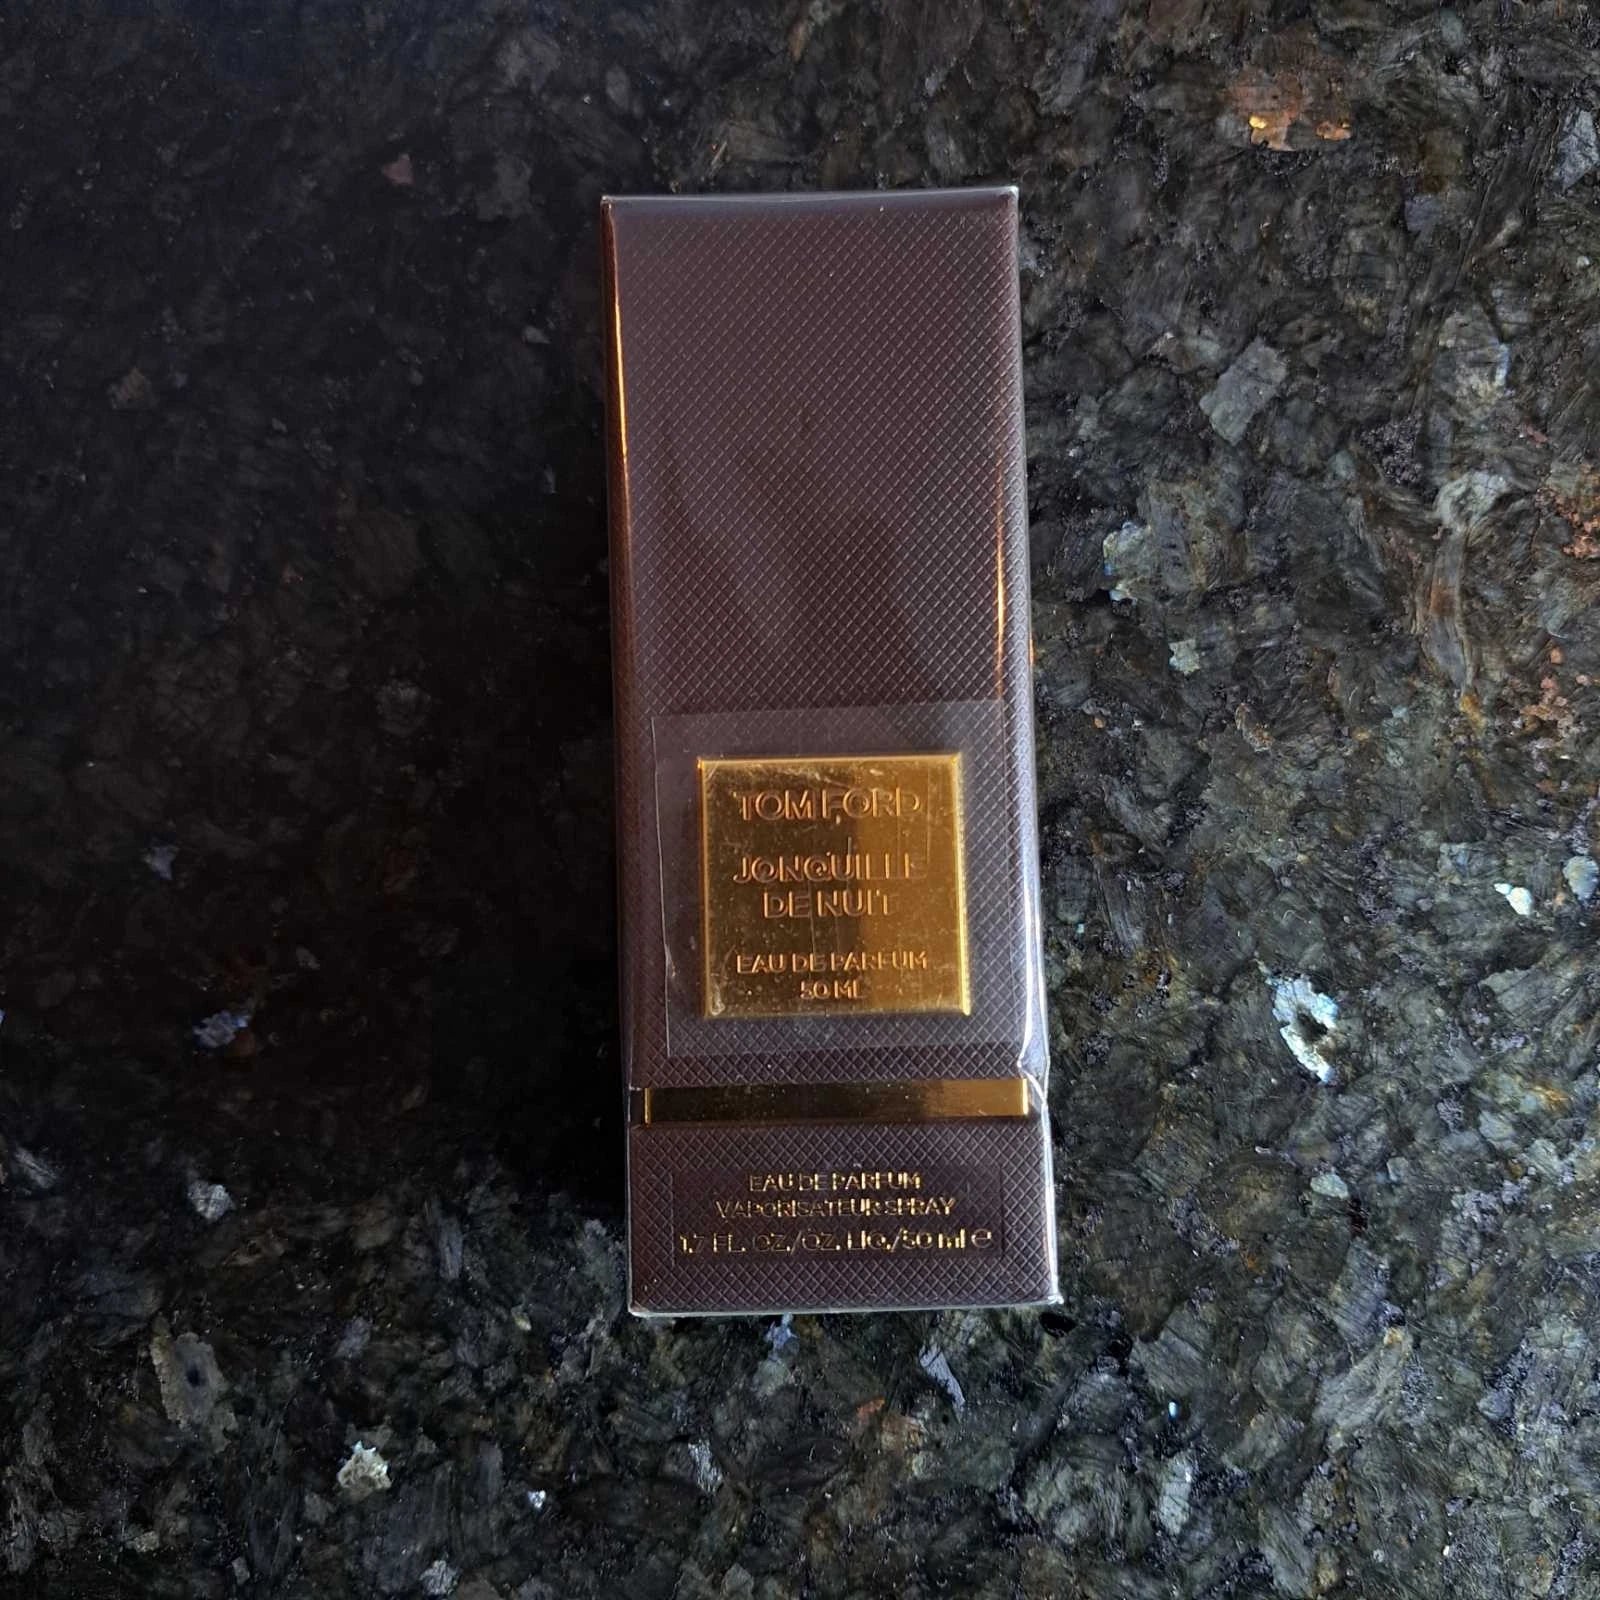 TOM FORD
JONQUILLE
DE NUIT
EAU DE PARFUM
50 ML
EAU DE PARFUM
VAPORISATEUR SPRAY
1.7 FL. OZ./OZ. LIQ./50 ml ℮